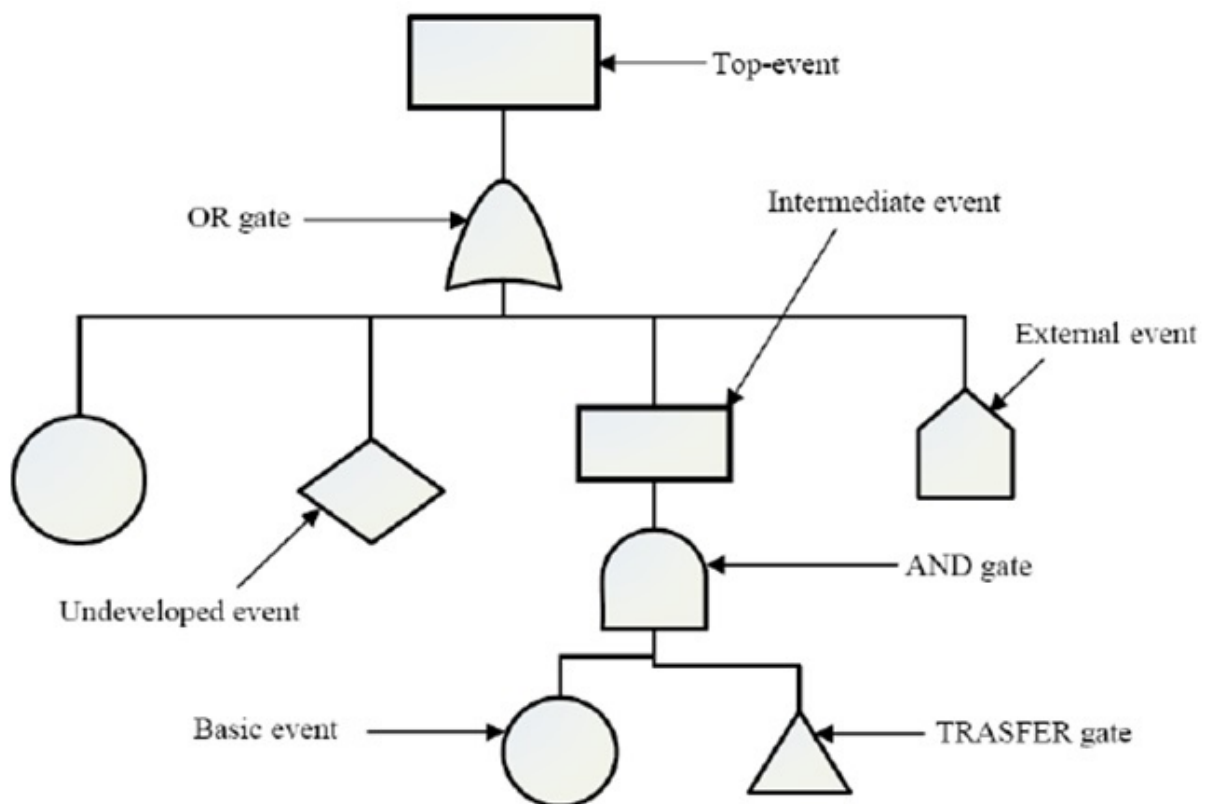 Top-event
OR gate
Intermediate event
External event
Undeveloped event
AND gate
Basic event
TRASFER gate